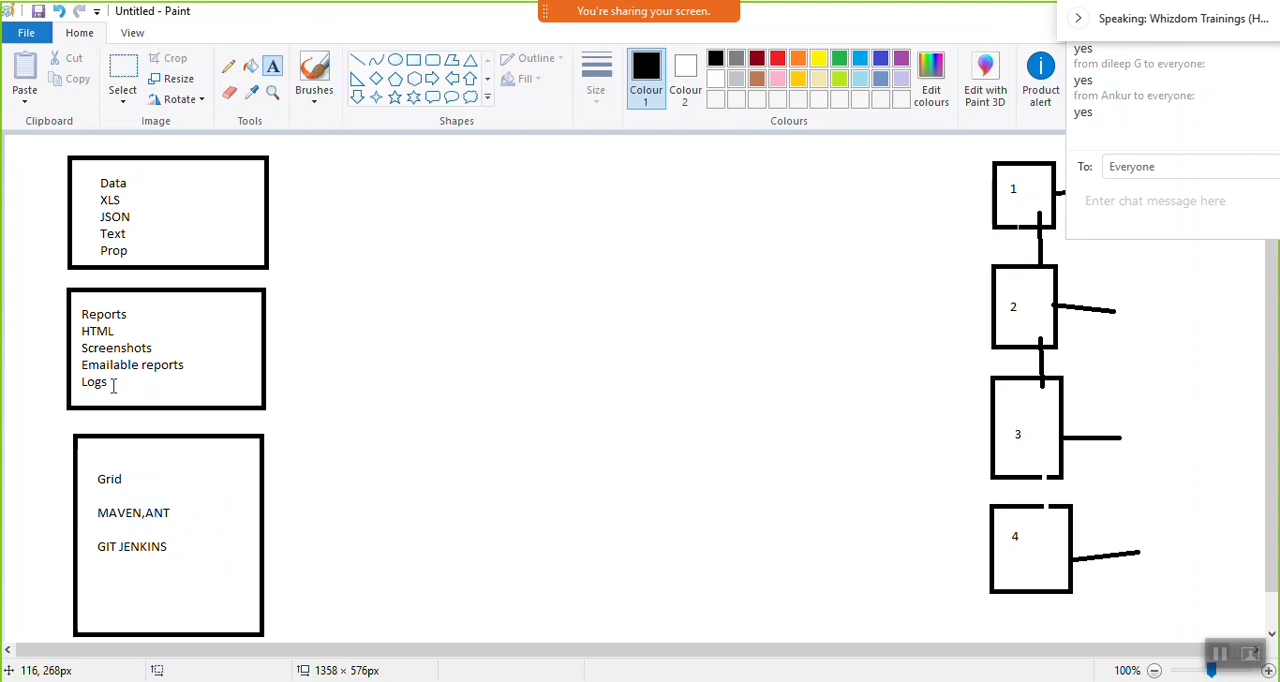 Untitled - Paint
You're sharing your screen.
Speaking: Whizdom Trainings (H...
File
Home
View
Paste
Cut
Copy
Clipboard
Select
Crop
Resize
Rotate
Image
A
Tools
Brushes
Outline
Fill
Shapes
Size
Colour 1
Colour 2
Edit colours
Colours
Edit with Paint 3D
Product alert
yes
from dileep G to everyone:
yes
from Ankur to everyone:
yes
To: Everyone
Enter chat message here
Data
XLS
JSON
Text
Prop
Reports
HTML
Screenshots
Emailable reports
Logs
Grid
MAVEN,ANT
GIT JENKINS
1
2
3
4
116, 268px
1358 × 576px
100%